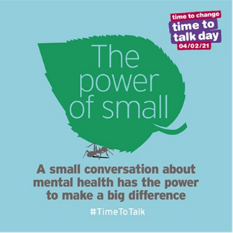 time to change
time to
talk day
04/02/21
The
power
of small
A small conversation about
mental health has the power
to make a big difference
#TimeToTalk